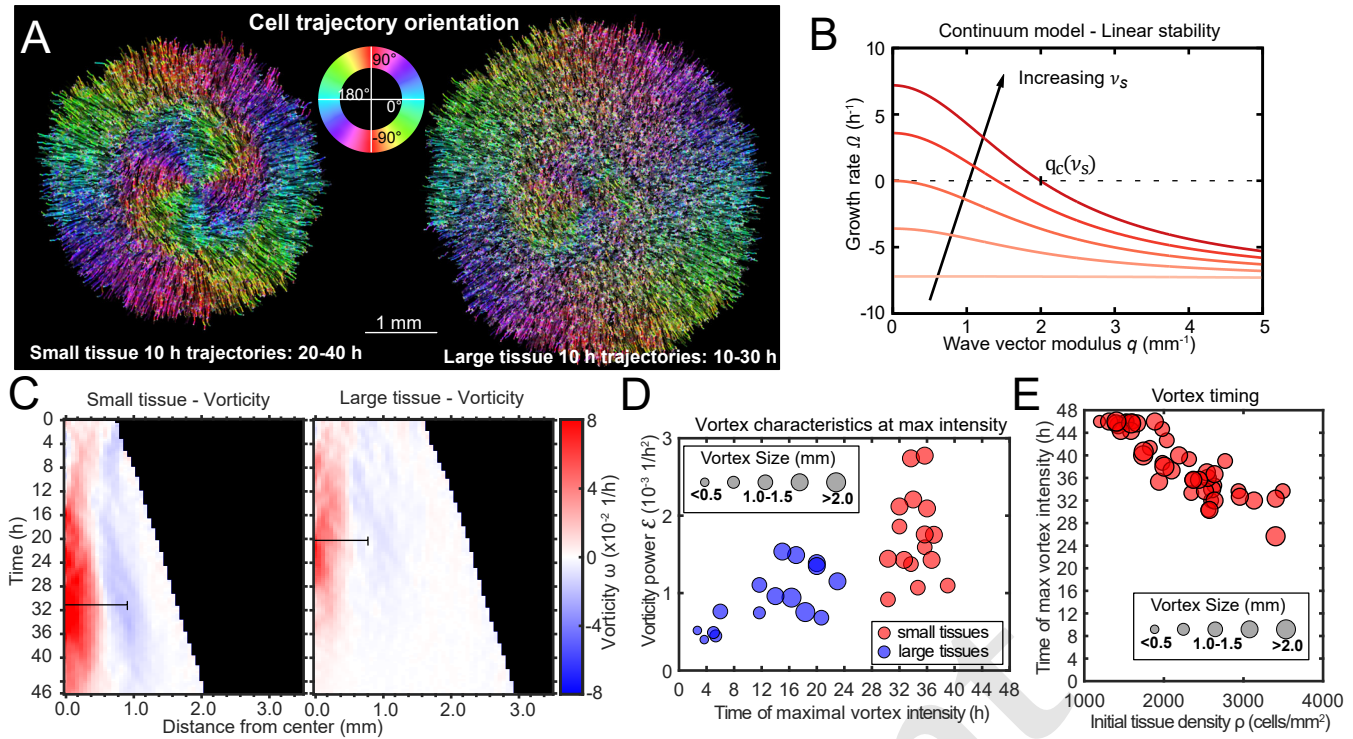 A
Cell trajectory orientation
90°
180°
0°
-90°
1 mm
Small tissue 10 h trajectories: 20-40 h
Large tissue 10 h trajectories: 10-30 h
B
Continuum model - Linear stability
Growth rate Ω (h⁻¹)
10
5
0
-5
-10
Increasing νs
qc(νs)
0 1 2 3 4 5
Wave vector modulus q (mm⁻¹)
C
Small tissue - Vorticity
Large tissue - Vorticity
Time (h)
0
4
8
12
16
20
24
28
31
36
40
46
0.0 1.0 2.0 3.0
0.0 1.0 2.0 3.0
Distance from center (mm)
8
4
0
-4
-8
Vorticity ω (x10⁻² 1/h)
D
Vortex characteristics at max intensity
Vorticity power ℰ (10⁻³ 1/h²)
3
2
1
0
Vortex Size (mm)
<0.5 1.0-1.5 >2.0
small tissues
large tissues
0 4 8 12 16 20 24 28 32 36 40 44 48
Time of maximal vortex intensity (h)
E
Vortex timing
Time of max vortex intensity (h)
48
44
40
36
32
28
24
20
16
12
8
4
0
Vortex Size (mm)
<0.5 1.0-1.5 >2.0
1000 2000 3000 4000
Initial tissue density ρ (cells/mm²)